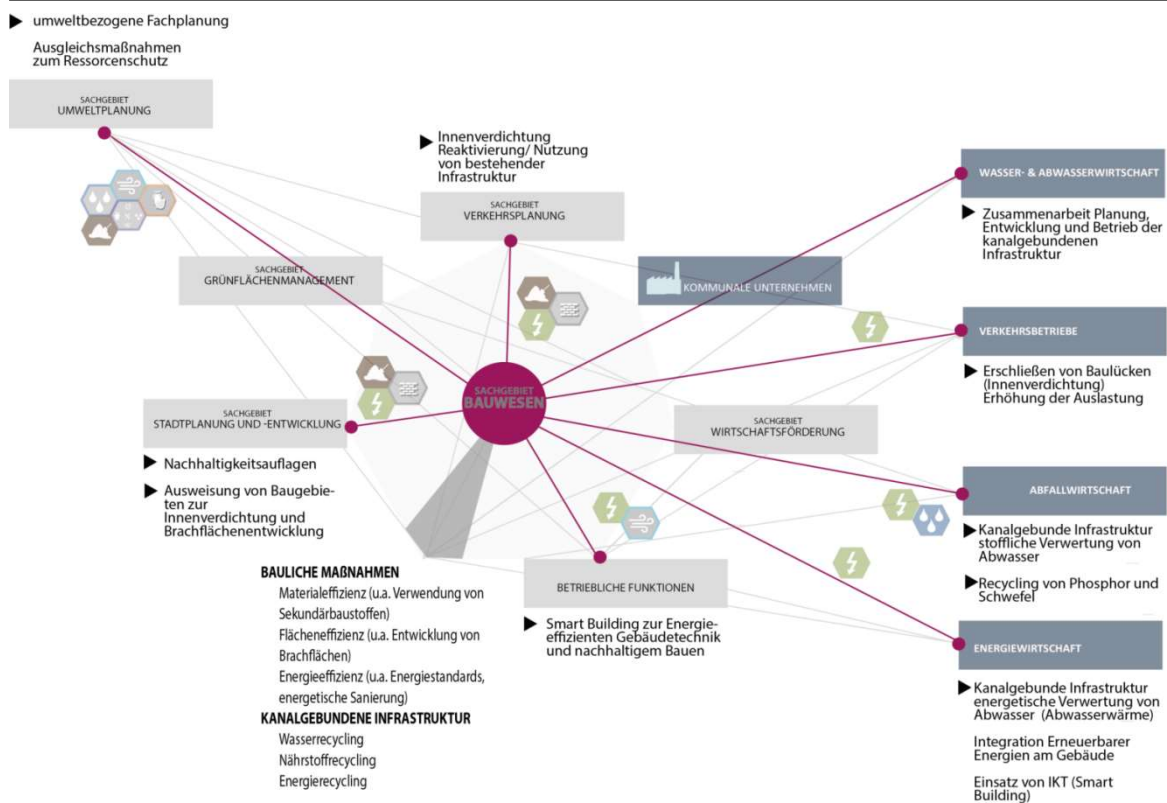 ▶ umweltbezogene Fachplanung
Ausgleichsmaßnahmen
zum Ressorcenschutz
SACHGEBIET
UMWELTPLANUNG
▶ Innenverdichtung
Reaktivierung/ Nutzung
von bestehender
Infrastruktur
SACHGEBIET
VERKEHRSPLANUNG
SACHGEBIET
GRÜNFLÄCHENMANAGEMENT
KOMMUNALE UNTERNEHMEN
WASSER- & ABWASSERWIRTSCHAFT
▶ Zusammenarbeit Planung,
Entwicklung und Betrieb der
kanalgebundenen
Infrastruktur
VERKEHRSBETRIEBE
▶ Erschließen von Baulücken
(Innenverdichtung)
Erhöhung der Auslastung
SACHGEBIET
BAUWESEN
SACHGEBIET
STADTPLANUNG UND -ENTWICKLUNG
▶ Nachhaltigkeitsauflagen
▶ Ausweisung von Baugebie-
ten zur
Innenverdichtung und
Brachflächenentwicklung
SACHGEBIET
WIRTSCHAFTSFÖRDERUNG
ABFALLWIRTSCHAFT
▶ Kanalgebunde Infrastruktur
stoffliche Verwertung von
Abwasser
▶ Recycling von Phosphor und
Schwefel
BAULICHE MAßNAHMEN
Materialeffizienz (u.a. Verwendung von
Sekundärbaustoffen)
Flächeneffizienz (u.a. Entwicklung von
Brachflächen)
Energieeffizienz (u.a. Energiestandards,
energetische Sanierung)
KANALGEBUNDENE INFRASTRUKTUR
Wasserrecycling
Nährstoffrecycling
Energierecycling
BETRIEBLICHE FUNKTIONEN
▶ Smart Building zur Energie-
effizienten Gebäudetechnik
und nachhaltigem Bauen
ENERGIEWIRTSCHAFT
▶ Kanalgebunde Infrastruktur
energetische Verwertung von
Abwasser (Abwasserwärme)
Integration Erneuerbarer
Energien am Gebäude
Einsatz von IKT (Smart
Building)